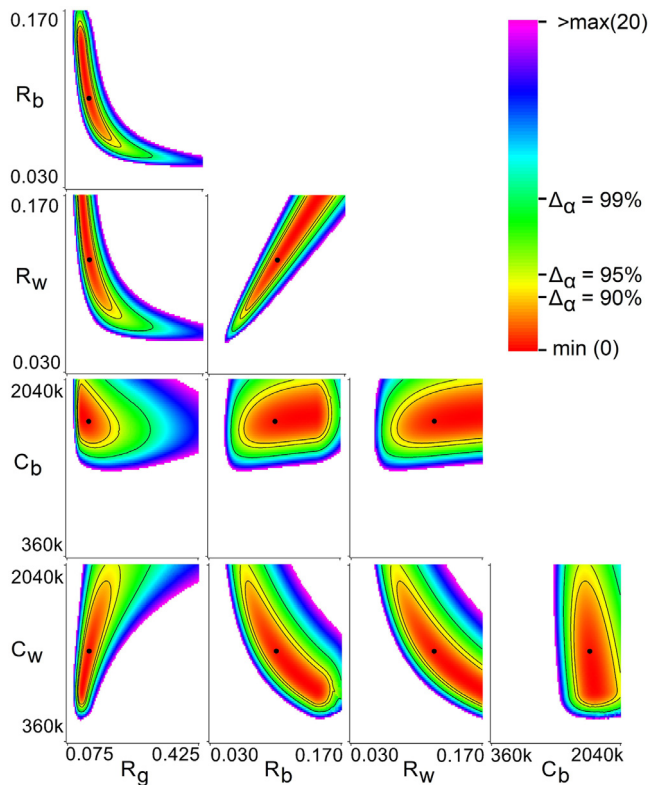 0.170
R_b
0.030
0.170
R_w
0.030
2040k
C_b
360k
2040k
C_w
360k
0.075 0.425 0.030 0.170 0.030 0.170 360k 2040k
R_g R_b R_w C_b
>max(20)
Δ_α = 99%
Δ_α = 95%
Δ_α = 90%
min (0)